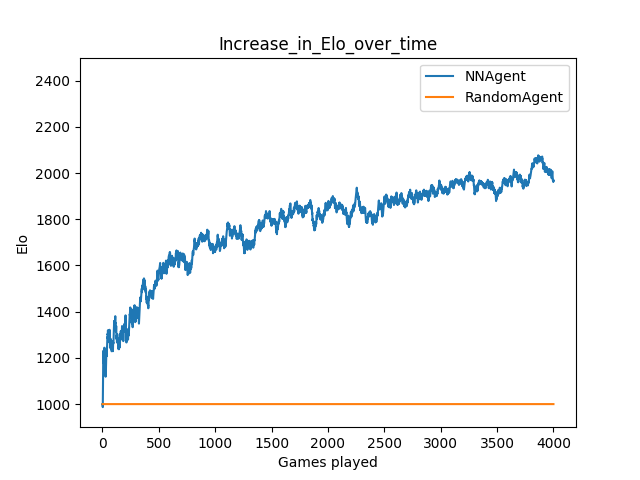 Increase_in_Elo_over_time
NNAgent
RandomAgent
2400
2200
2000
1800
1600
1400
1200
1000
Elo
0 500 1000 1500 2000 2500 3000 3500 4000
Games played